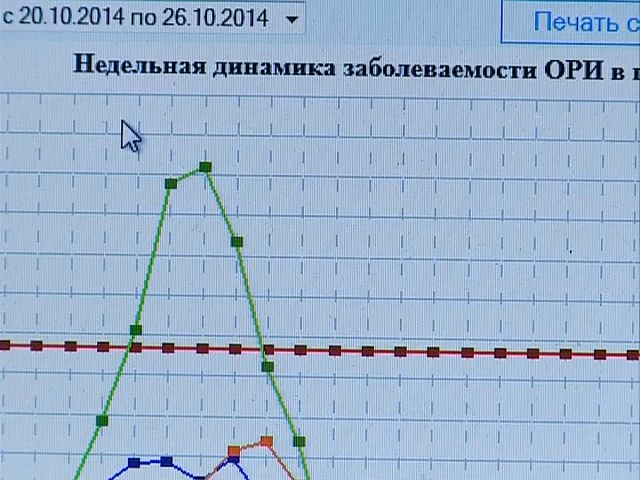 с 20.10.2014 по 26.10.2014
Печать с
Недельная динамика заболеваемости ОРИ в